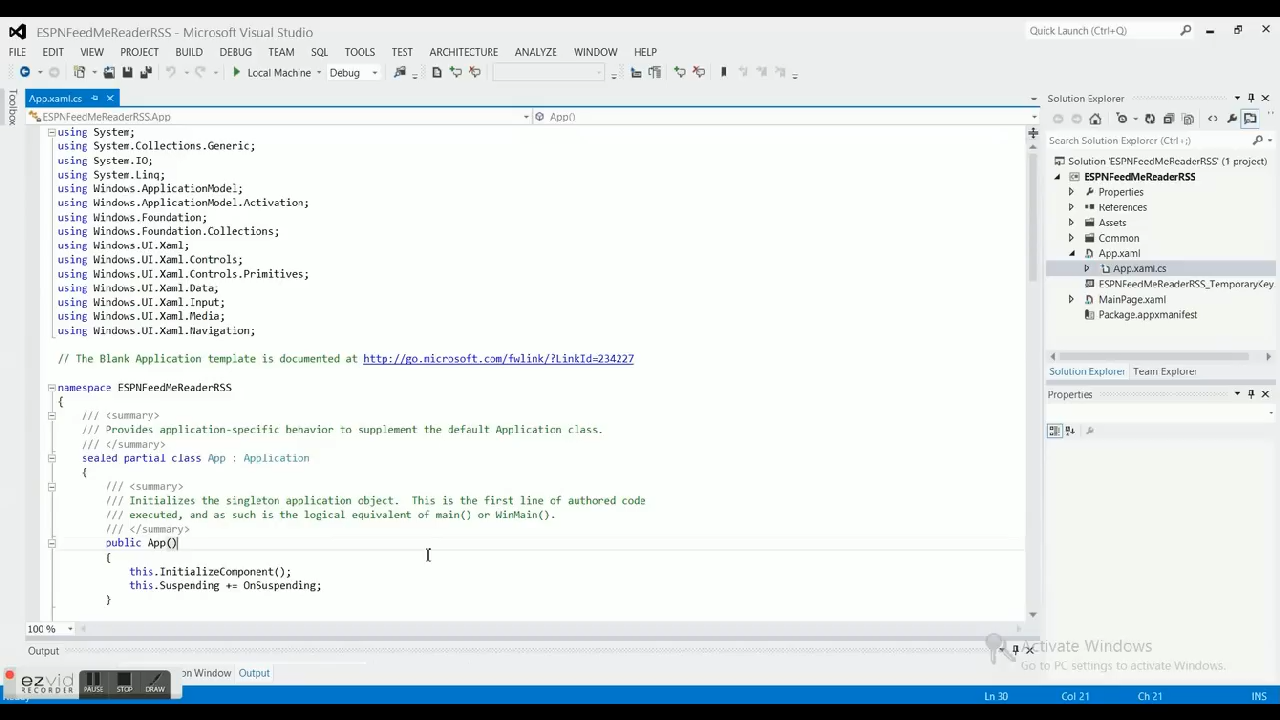 ESPNFeedMeReaderRSS - Microsoft Visual Studio
Quick Launch (Ctrl+Q)
FILE EDIT VIEW PROJECT BUILD DEBUG TEAM SQL TOOLS TEST ARCHITECTURE ANALYZE WINDOW HELP
Local Machine Debug
Toolbox
App.xaml.cs
ESPNFeedMeReaderRSS.App
App()
using System;
using System.Collections.Generic;
using System.IO;
using System.Linq;
using Windows.ApplicationModel;
using Windows.ApplicationModel.Activation;
using Windows.Foundation;
using Windows.Foundation.Collections;
using Windows.UI.Xaml;
using Windows.UI.Xaml.Controls;
using Windows.UI.Xaml.Controls.Primitives;
using Windows.UI.Xaml.Data;
using Windows.UI.Xaml.Input;
using Windows.UI.Xaml.Media;
using Windows.UI.Xaml.Navigation;
// The Blank Application template is documented at http://go.microsoft.com/fwlink/?LinkId=234227
namespace ESPNFeedMeReaderRSS
{
/// <summary>
/// Provides application-specific behavior to supplement the default Application class.
/// </summary>
sealed partial class App : Application
{
/// <summary>
/// Initializes the singleton application object.  This is the first line of authored code
/// executed, and as such is the logical equivalent of main() or WinMain().
/// </summary>
public App()
{
this.InitializeComponent();
this.Suspending += OnSuspending;
}
100 %
Output
on Window Output
Solution Explorer
Search Solution Explorer (Ctrl+;)
Solution 'ESPNFeedMeReaderRSS' (1 project)
ESPNFeedMeReaderRSS
Properties
References
Assets
Common
App.xaml
App.xaml.cs
ESPNFeedMeReaderRSS_TemporaryKey.
MainPage.xaml
Package.appxmanifest
Solution Explorer Team Explorer
Properties
Activate Windows
Go to PC settings to activate Windows.
ezvid
RECORDER
PAUSE STOP DRAW
Ln 30 Col 21 Ch 21 INS